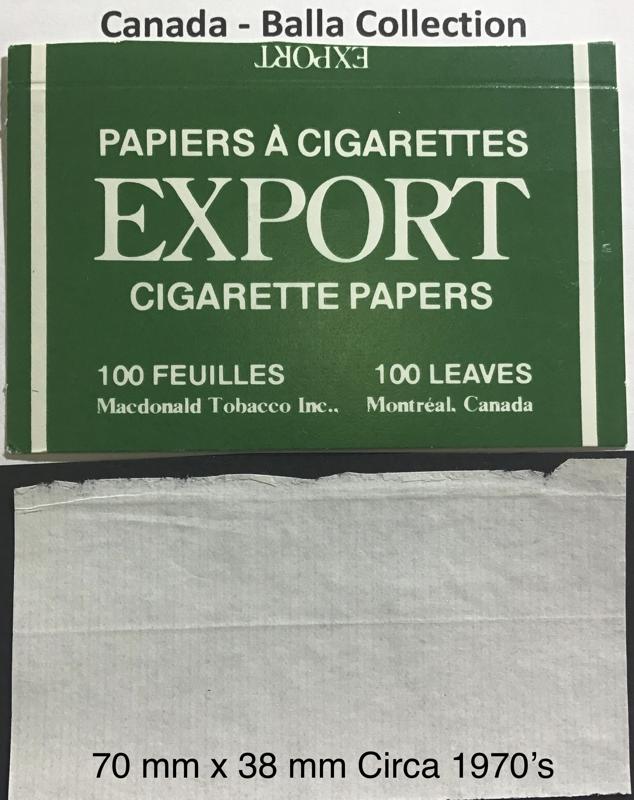 Canada - Balla Collection
EXPORT
PAPIERS À CIGARETTES
EXPORT
CIGARETTE PAPERS
100 FEUILLES 100 LEAVES
Macdonald Tobacco Inc., Montréal, Canada
70 mm x 38 mm Circa 1970's